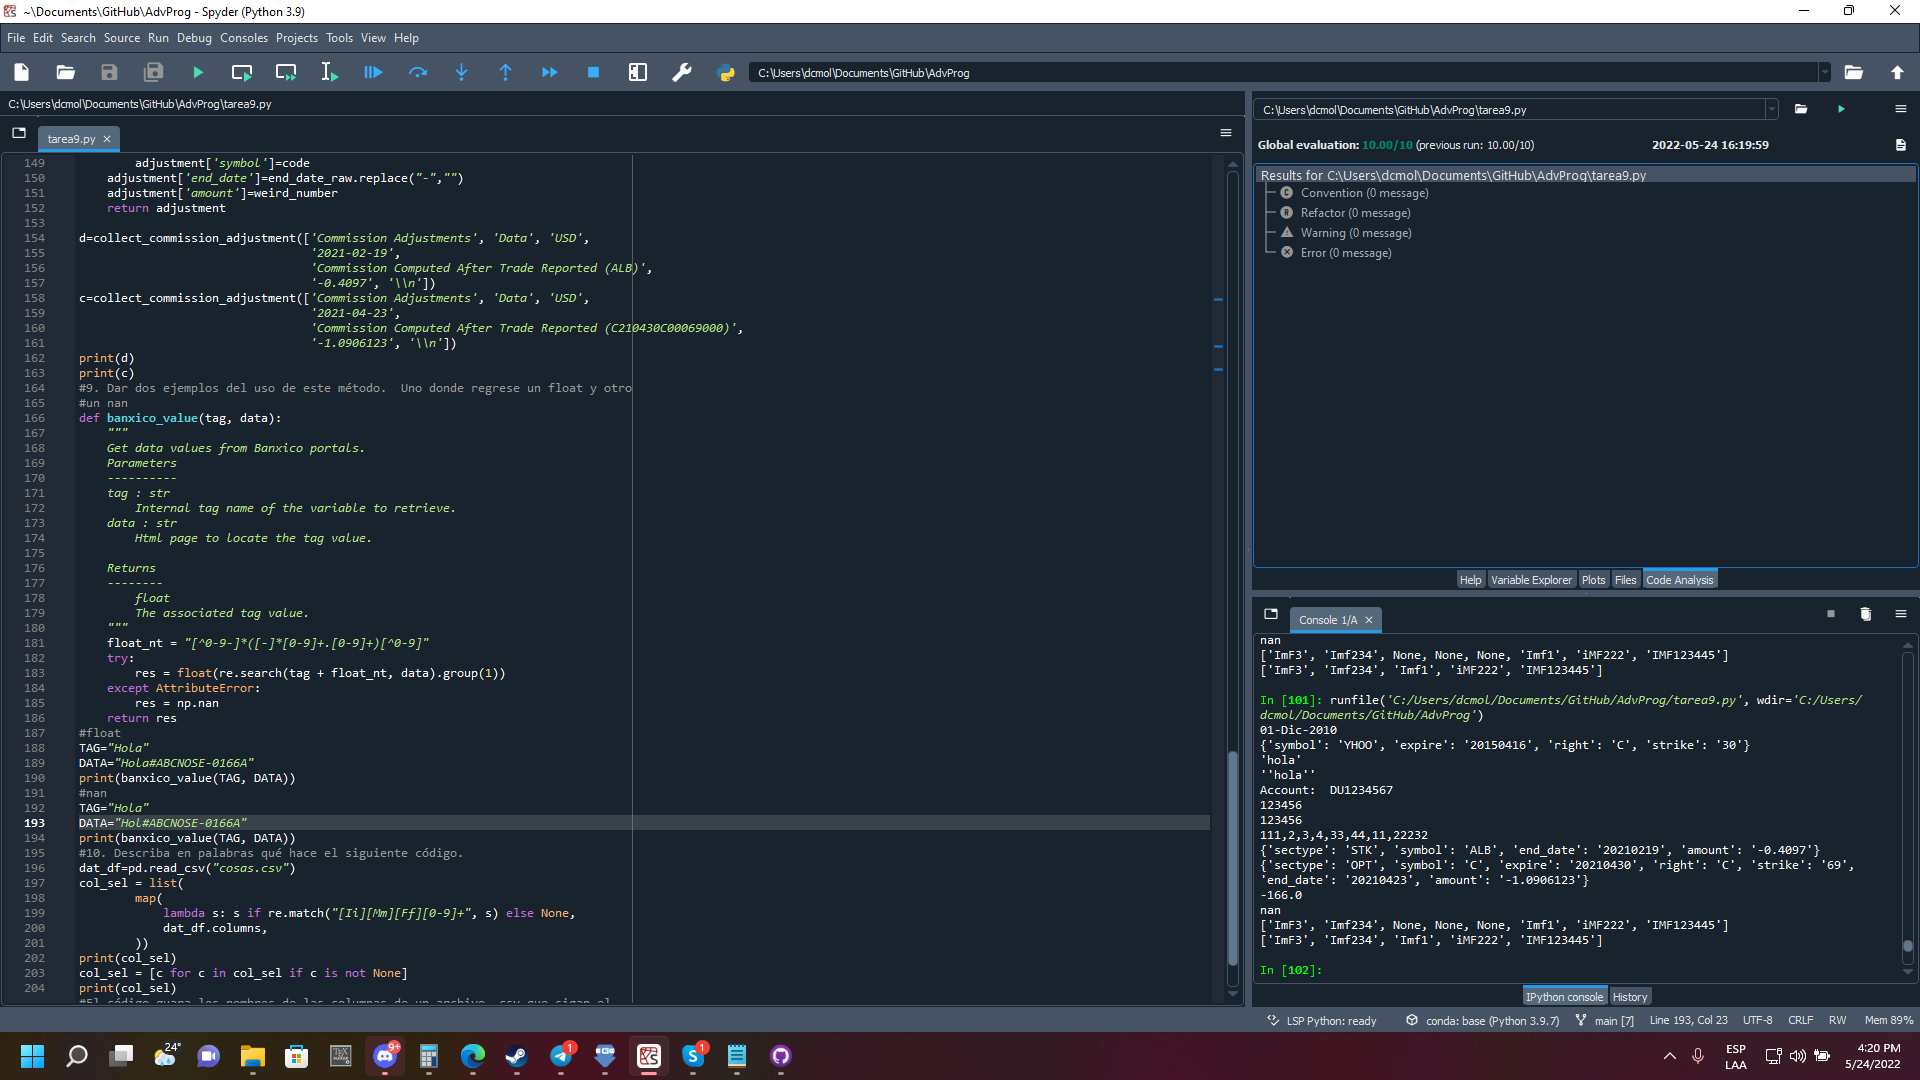 ~\Documents\GitHub\AdvProg - Spyder (Python 3.9)
File Edit Search Source Run Debug Consoles Projects Tools View Help
C:\Users\dcmol\Documents\GitHub\AdvProg
C:\Users\dcmol\Documents\GitHub\AdvProg\tarea9.py
tarea9.py
149 adjustment['symbol']=code
150 adjustment['end_date']=end_date_raw.replace("-","")
151 adjustment['amount']=weird_number
152 return adjustment
153
154 d=collect_commission_adjustment(['Commission Adjustments', 'Data', 'USD',
155 '2021-02-19',
156 'Commission Computed After Trade Reported (ALB)',
157 '-0.4097', '\\n'])
158 c=collect_commission_adjustment(['Commission Adjustments', 'Data', 'USD',
159 '2021-04-23',
160 'Commission Computed After Trade Reported (C210430C00069000)',
161 '-1.0906123', '\\n'])
162 print(d)
163 print(c)
164 #9. Dar dos ejemplos del uso de este método.  Uno donde regrese un float y otro
165 #un nan
166 def banxico_value(tag, data):
167 """
168 Get data values from Banxico portals.
169 Parameters
170 ----------
171 tag : str
172 Internal tag name of the variable to retrieve.
173 data : str
174 Html page to locate the tag value.
175
176 Returns
177 --------
178 float
179 The associated tag value.
180 """
181 float_nt = "[^0-9-]*([-]*[0-9]+.[0-9]+)[^0-9]"
182 try:
183 res = float(re.search(tag + float_nt, data).group(1))
184 except AttributeError:
185 res = np.nan
186 return res
187 #float
188 TAG="Hola"
189 DATA="Hola#ABCNOSE-0166A"
190 print(banxico_value(TAG, DATA))
191 #nan
192 TAG="Hola"
193 DATA="Hol#ABCNOSE-0166A"
194 print(banxico_value(TAG, DATA))
195 #10. Describa en palabras qué hace el siguiente código.
196 dat_df=pd.read_csv("cosas.csv")
197 col_sel = list(
198 map(
199 lambda s: s if re.match("[Ii][Mm][Ff][0-9]+", s) else None,
200 dat_df.columns,
201 ))
202 print(col_sel)
203 col_sel = [c for c in col_sel if c is not None]
204 print(col_sel)
C:\Users\dcmol\Documents\GitHub\AdvProg\tarea9.py
Global evaluation: 10.00/10 (previous run: 10.00/10) 2022-05-24 16:19:59
Results for C:\Users\dcmol\Documents\GitHub\AdvProg\tarea9.py
Convention (0 message)
Refactor (0 message)
Warning (0 message)
Error (0 message)
Help Variable Explorer Plots Files Code Analysis
Console 1/A
nan
['ImF3', 'Imf234', None, None, None, 'Imf1', 'iMF222', 'IMF123445']
['ImF3', 'Imf234', 'Imf1', 'iMF222', 'IMF123445']
In [101]: runfile('C:/Users/dcmol/Documents/GitHub/AdvProg/tarea9.py', wdir='C:/Users/
dcmol/Documents/GitHub/AdvProg')
01-Dic-2010
{'symbol': 'YHOO', 'expire': '20150416', 'right': 'C', 'strike': '30'}
'hola'
''hola''
Account:  DU1234567
123456
123456
111,2,3,4,33,44,11,22232
{'sectype': 'STK', 'symbol': 'ALB', 'end_date': '20210219', 'amount': '-0.4097'}
{'sectype': 'OPT', 'symbol': 'C', 'expire': '20210430', 'right': 'C', 'strike': '69',
'end_date': '20210423', 'amount': '-1.0906123'}
-166.0
nan
['ImF3', 'Imf234', None, None, None, 'Imf1', 'iMF222', 'IMF123445']
['ImF3', 'Imf234', 'Imf1', 'iMF222', 'IMF123445']
In [102]:
IPython console History
LSP Python: ready conda: base (Python 3.9.7) main [7] Line 193, Col 23 UTF-8 CRLF RW Mem 89%
24° 9+ 1 1
ESP
LAA
4:20 PM
5/24/2022